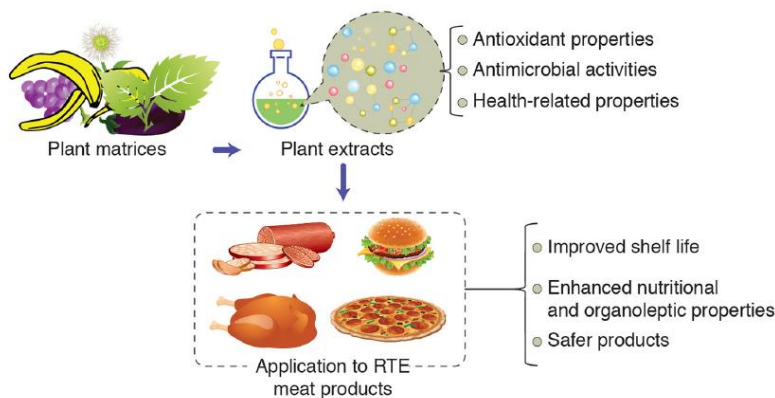 Antioxidant properties
Antimicrobial activities
Health-related properties
Plant matrices
Plant extracts
Improved shelf life
Enhanced nutritional
and organoleptic properties
Safer products
Application to RTE
meat products